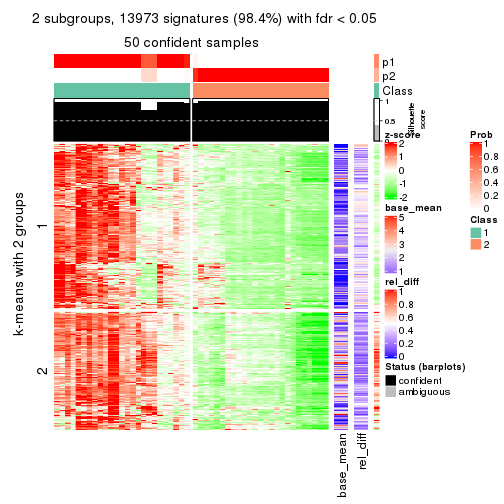 2 subgroups, 13973 signatures (98.4%) with fdr < 0.05
50 confident samples
p1
p2
Class
1
0.5
0
Silhouette
score
k-means with 2 groups
1
2
base_mean
rel_diff
z-score
2
1
0
-1
-2
base_mean
5
4
3
2
1
rel_diff
1
0.8
0.6
0.4
0.2
0
Status (barplots)
confident
ambiguous
Prob
1
0.8
0.6
0.4
0.2
0
Class
1
2